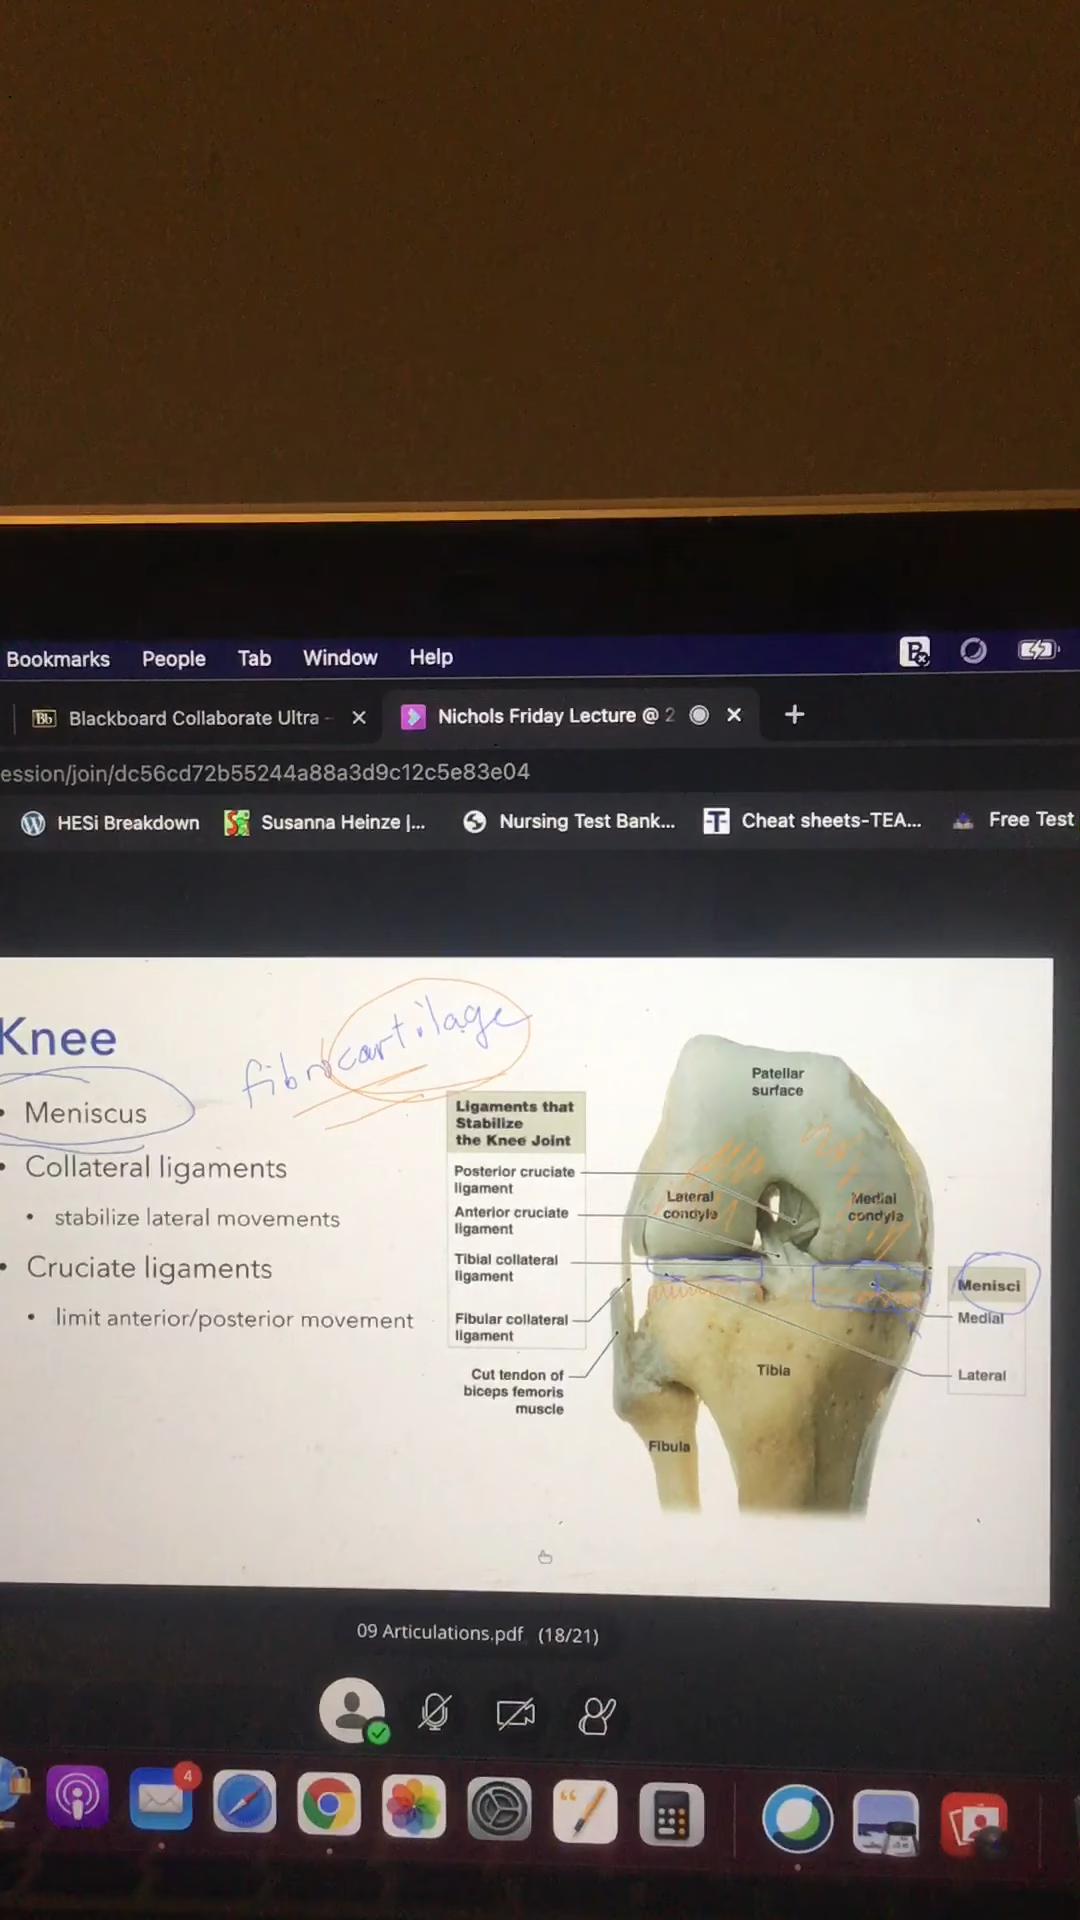 Bookmarks People Tab Window Help
Bb Blackboard Collaborate Ultra - × Nichols Friday Lecture @ 2 × +
ession/join/dc56cd72b55244a88a3d9c12c5e83e04
HESi Breakdown Susanna Heinze |... Nursing Test Bank... Cheat sheets-TEA... Free Test
Knee
fibrocartilage
• Meniscus
• Collateral ligaments
• stabilize lateral movements
• Cruciate ligaments
• limit anterior/posterior movement
Ligaments that
Stabilize
the Knee Joint
Posterior cruciate
ligament
Anterior cruciate
ligament
Tibial collateral
ligament
Fibular collateral
ligament
Cut tendon of
biceps femoris
muscle
Patellar
surface
Lateral
condyle
Medial
condyle
Tibia
Fibula
Menisci
Medial
Lateral
09 Articulations.pdf (18/21)
4